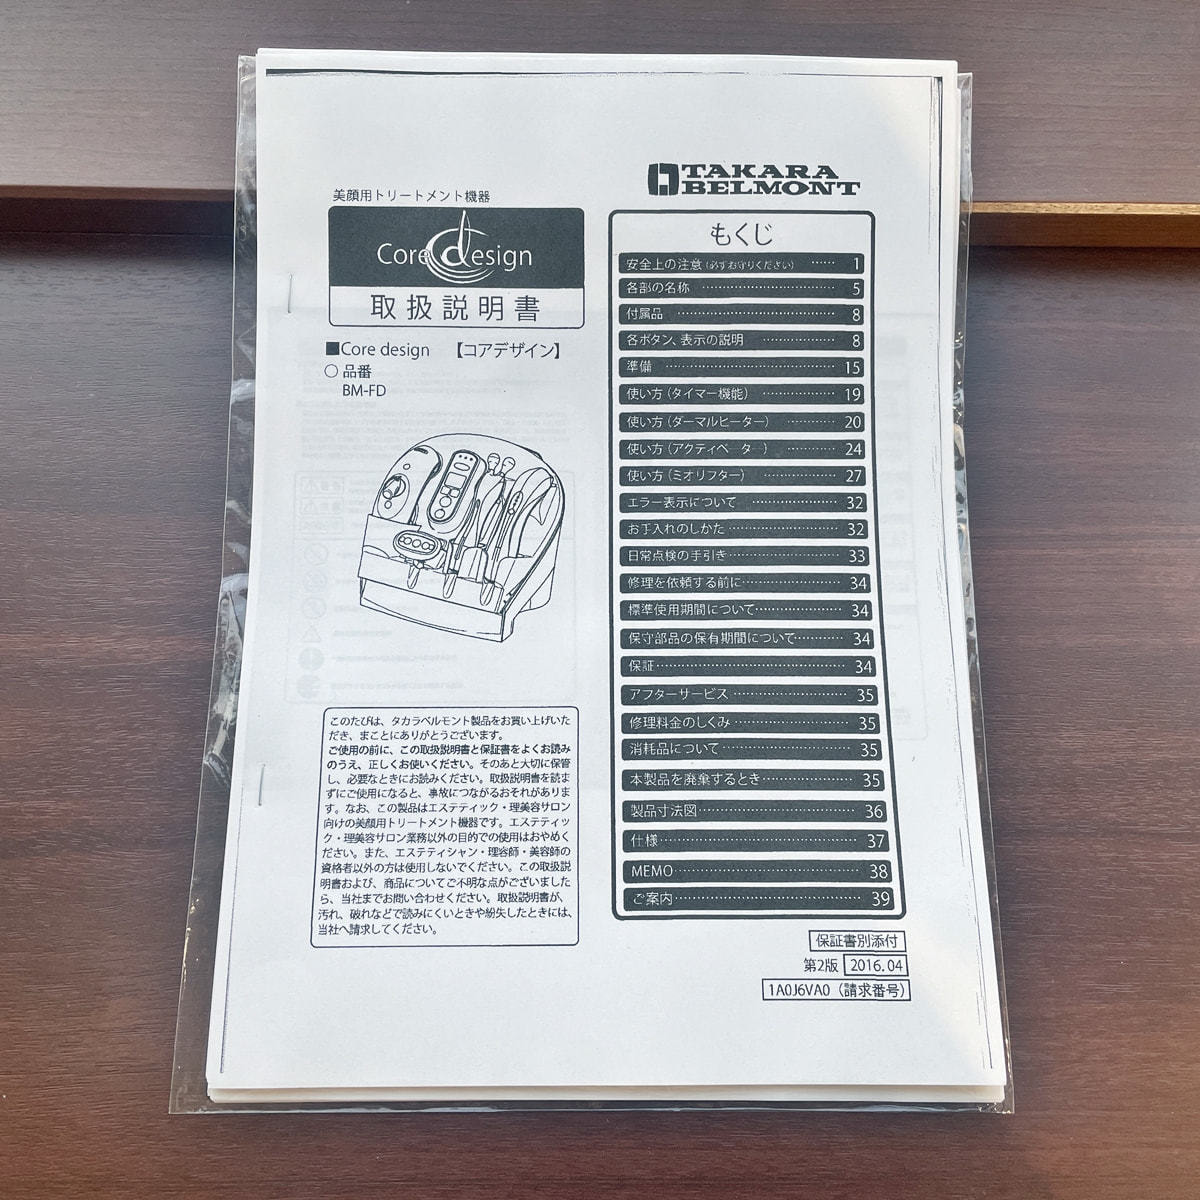 美顔用トリートメント機器
Core design
取扱説明書
■Core design 【コアデザイン】
○ 品番
BM-FD
このたびは、タカラベルモント製品をお買い上げいた
だき、まことにありがとうございます。
ご使用の前に、この取扱説明書と保証書をよくお読み
のうえ、正しくお使いください。そのあと大切に保管
し、必要なときにお読みください。取扱説明書を読ま
ずにご使用になると、事故につながるおそれがありま
す。なお、この製品はエステティック・理美容サロン
向けの美顔用トリートメント機器です。エステティッ
ク・理美容サロン業務以外の目的での使用はおやめく
ださい。また、エステティシャン・理容師・美容師の
資格者以外の方は使用しないでください。この取扱説
明書および、商品についてご不明な点がございました
ら、当社までお問い合わせください。取扱説明書が、
汚れ、破れなどで読みにくいときや紛失したときには、
当社へ請求してください。
TAKARA
BELMONT
もくじ
安全上の注意(必ずお守りください) …… 1
各部の名称 …… 5
付属品 …… 8
各ボタン、表示の説明 …… 8
準備 …… 15
使い方（タイマー機能） …… 19
使い方（ダーマルヒーター） …… 20
使い方（アクティベーター） …… 24
使い方（ミオリフター） …… 27
エラー表示について …… 32
お手入れのしかた …… 32
日常点検の手引き…… 33
修理を依頼する前に…… 34
標準使用期間について…… 34
保守部品の保有期間について…… 34
保証…… 34
アフターサービス …… 35
修理料金のしくみ …… 35
消耗品について…… 35
本製品を廃棄するとき…… 35
製品寸法図…… 36
仕様…… 37
MEMO…… 38
ご案内…… 39
保証書別添付
第2版 2016.04
1A0J6VA0（請求番号）